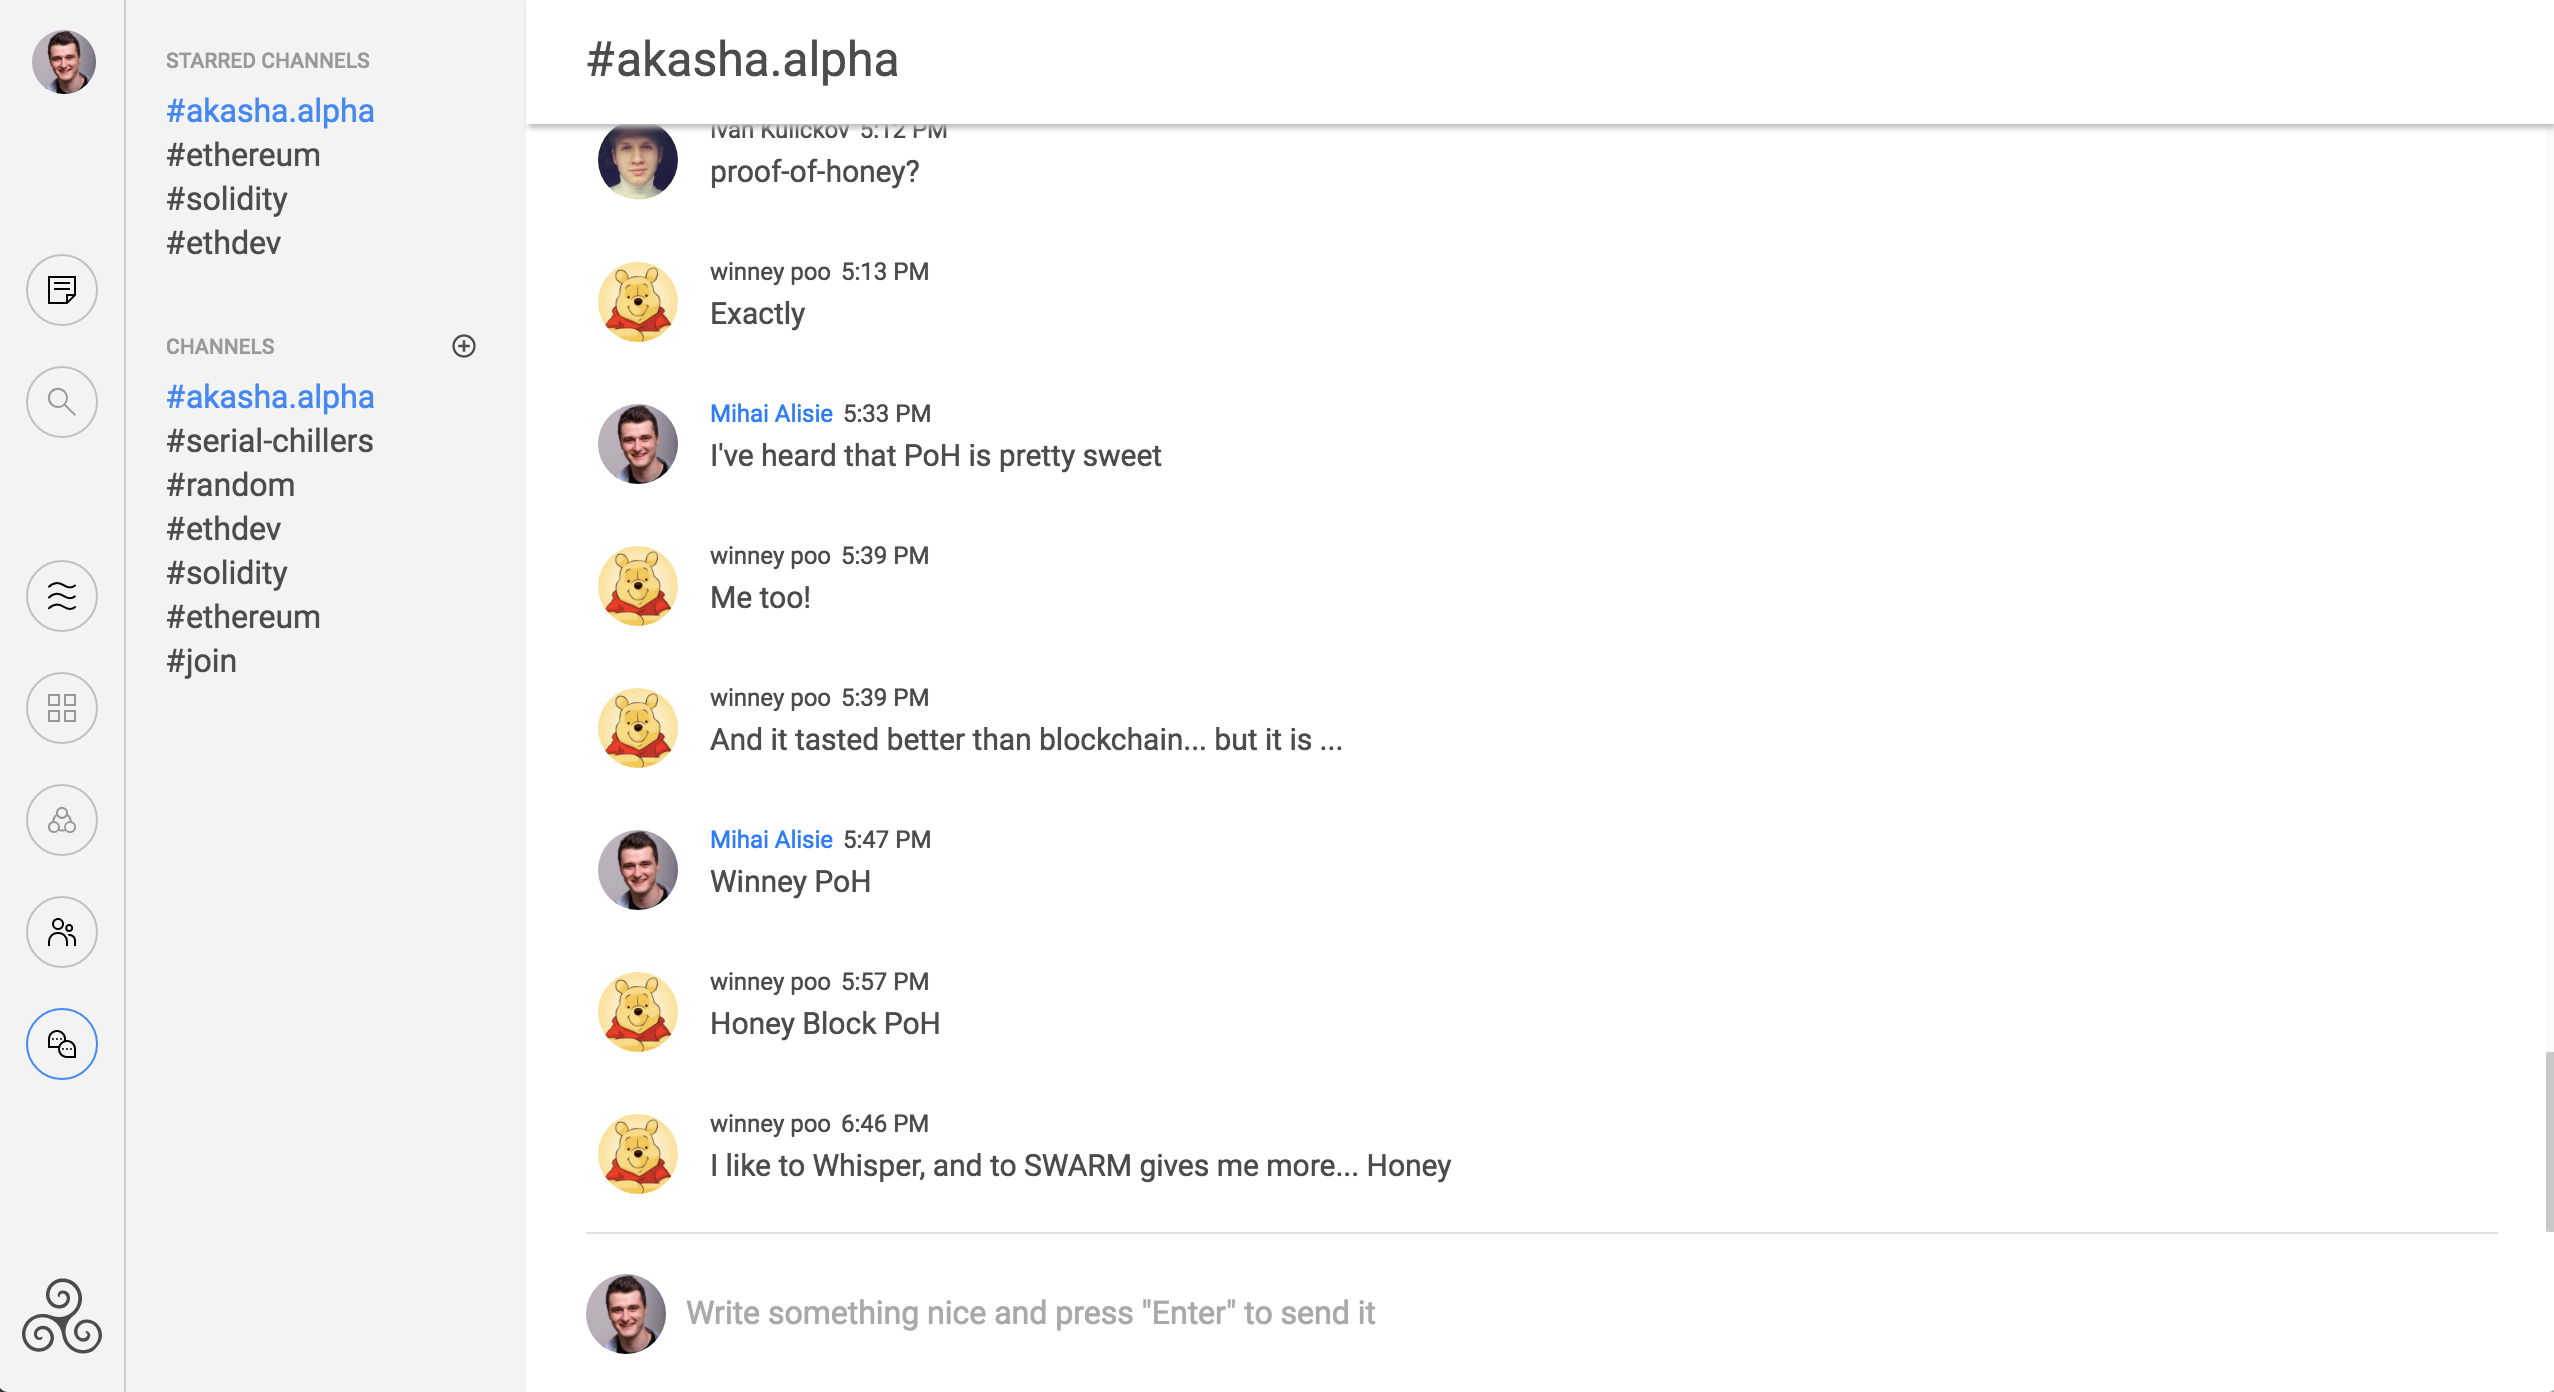 STARRED CHANNELS
#akasha.alpha
#ethereum
#solidity
#ethdev
CHANNELS
#akasha.alpha
#serial-chillers
#random
#ethdev
#solidity
#ethereum
#join
#akasha.alpha
Ivan Kulickov 5:12 PM
proof-of-honey?
winney poo 5:13 PM
Exactly
Mihai Alisie 5:33 PM
I've heard that PoH is pretty sweet
winney poo 5:39 PM
Me too!
winney poo 5:39 PM
And it tasted better than blockchain... but it is ...
Mihai Alisie 5:47 PM
Winney PoH
winney poo 5:57 PM
Honey Block PoH
winney poo 6:46 PM
I like to Whisper, and to SWARM gives me more... Honey
Write something nice and press "Enter" to send it